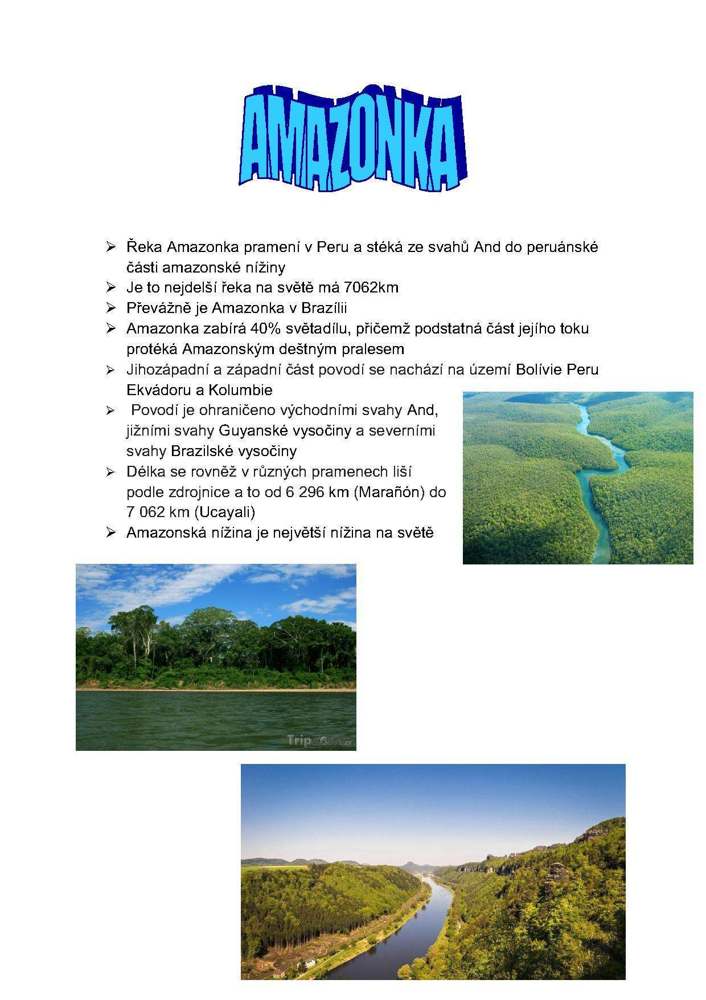 AMAZONKA
➢ Řeka Amazonka pramení v Peru a stéká ze svahů And do peruánské
části amazonské nížiny
➢ Je to nejdelší řeka na světě má 7062km
➢ Převážně je Amazonka v Brazílii
➢ Amazonka zabírá 40% světadílu, přičemž podstatná část jejího toku
protéká Amazonským deštným pralesem
➢ Jihozápadní a západní část povodí se nachází na území Bolívie Peru
Ekvádoru a Kolumbie
➢ Povodí je ohraničeno východními svahy And,
jižními svahy Guyanské vysočiny a severními
svahy Brazilské vysočiny
➢ Délka se rovněž v různých pramenech liší
podle zdrojnice a to od 6 296 km (Marañón) do
7 062 km (Ucayali)
➢ Amazonská nížina je největší nížina na světě
TripZone.cz